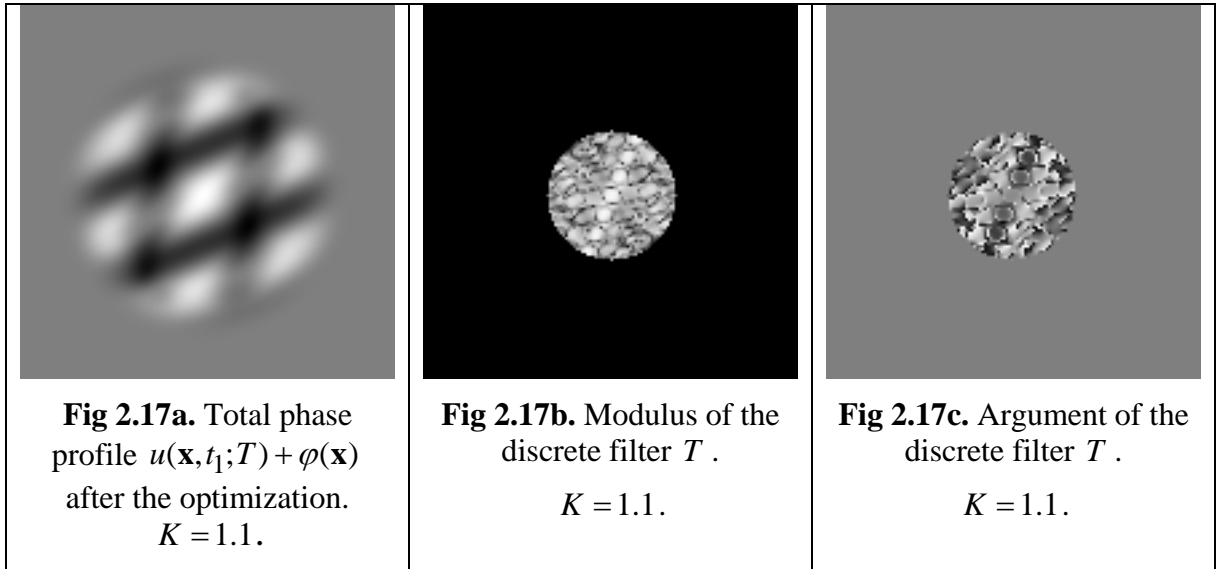 Fig 2.17a. Total phase
profile u(x,t₁;T)+φ(x)
after the optimization.
K = 1.1.
Fig 2.17b. Modulus of the
discrete filter T .
K = 1.1.
Fig 2.17c. Argument of the
discrete filter T .
K = 1.1.